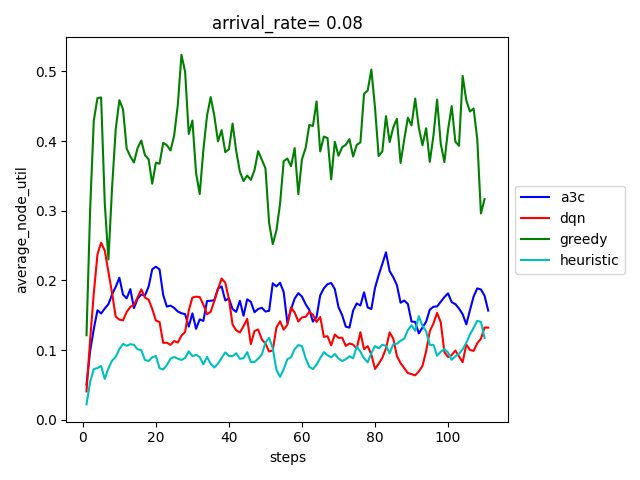 arrival_rate= 0.08
average_node_util
0.5
0.4
0.3
0.2
0.1
0.0
0 20 40 60 80 100
steps
a3c
dqn
greedy
heuristic